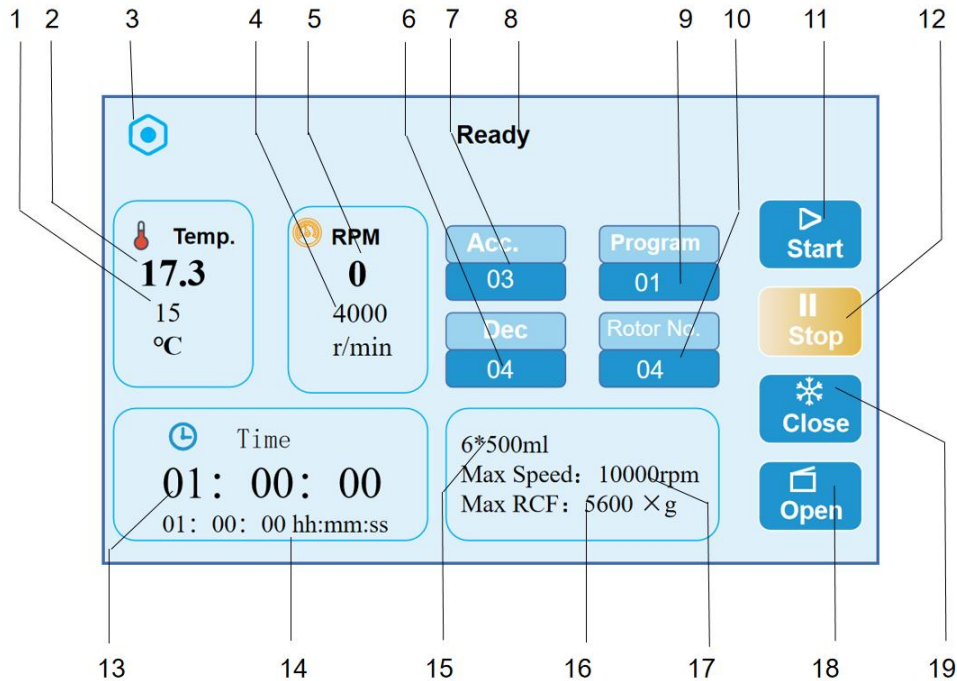 1 2 3 4 5 6 7 8 9 10 11 12
Ready
Temp.
17.3
15
°C
RPM
0
4000
r/min
Acc.
03
Program
01
Dec
04
Rotor No.
04
Start
Stop
Close
Open
Time
01： 00： 00
01： 00： 00 hh:mm:ss
6*500ml
Max Speed： 10000rpm
Max RCF： 5600 ×g
13 14 15 16 17 18 19